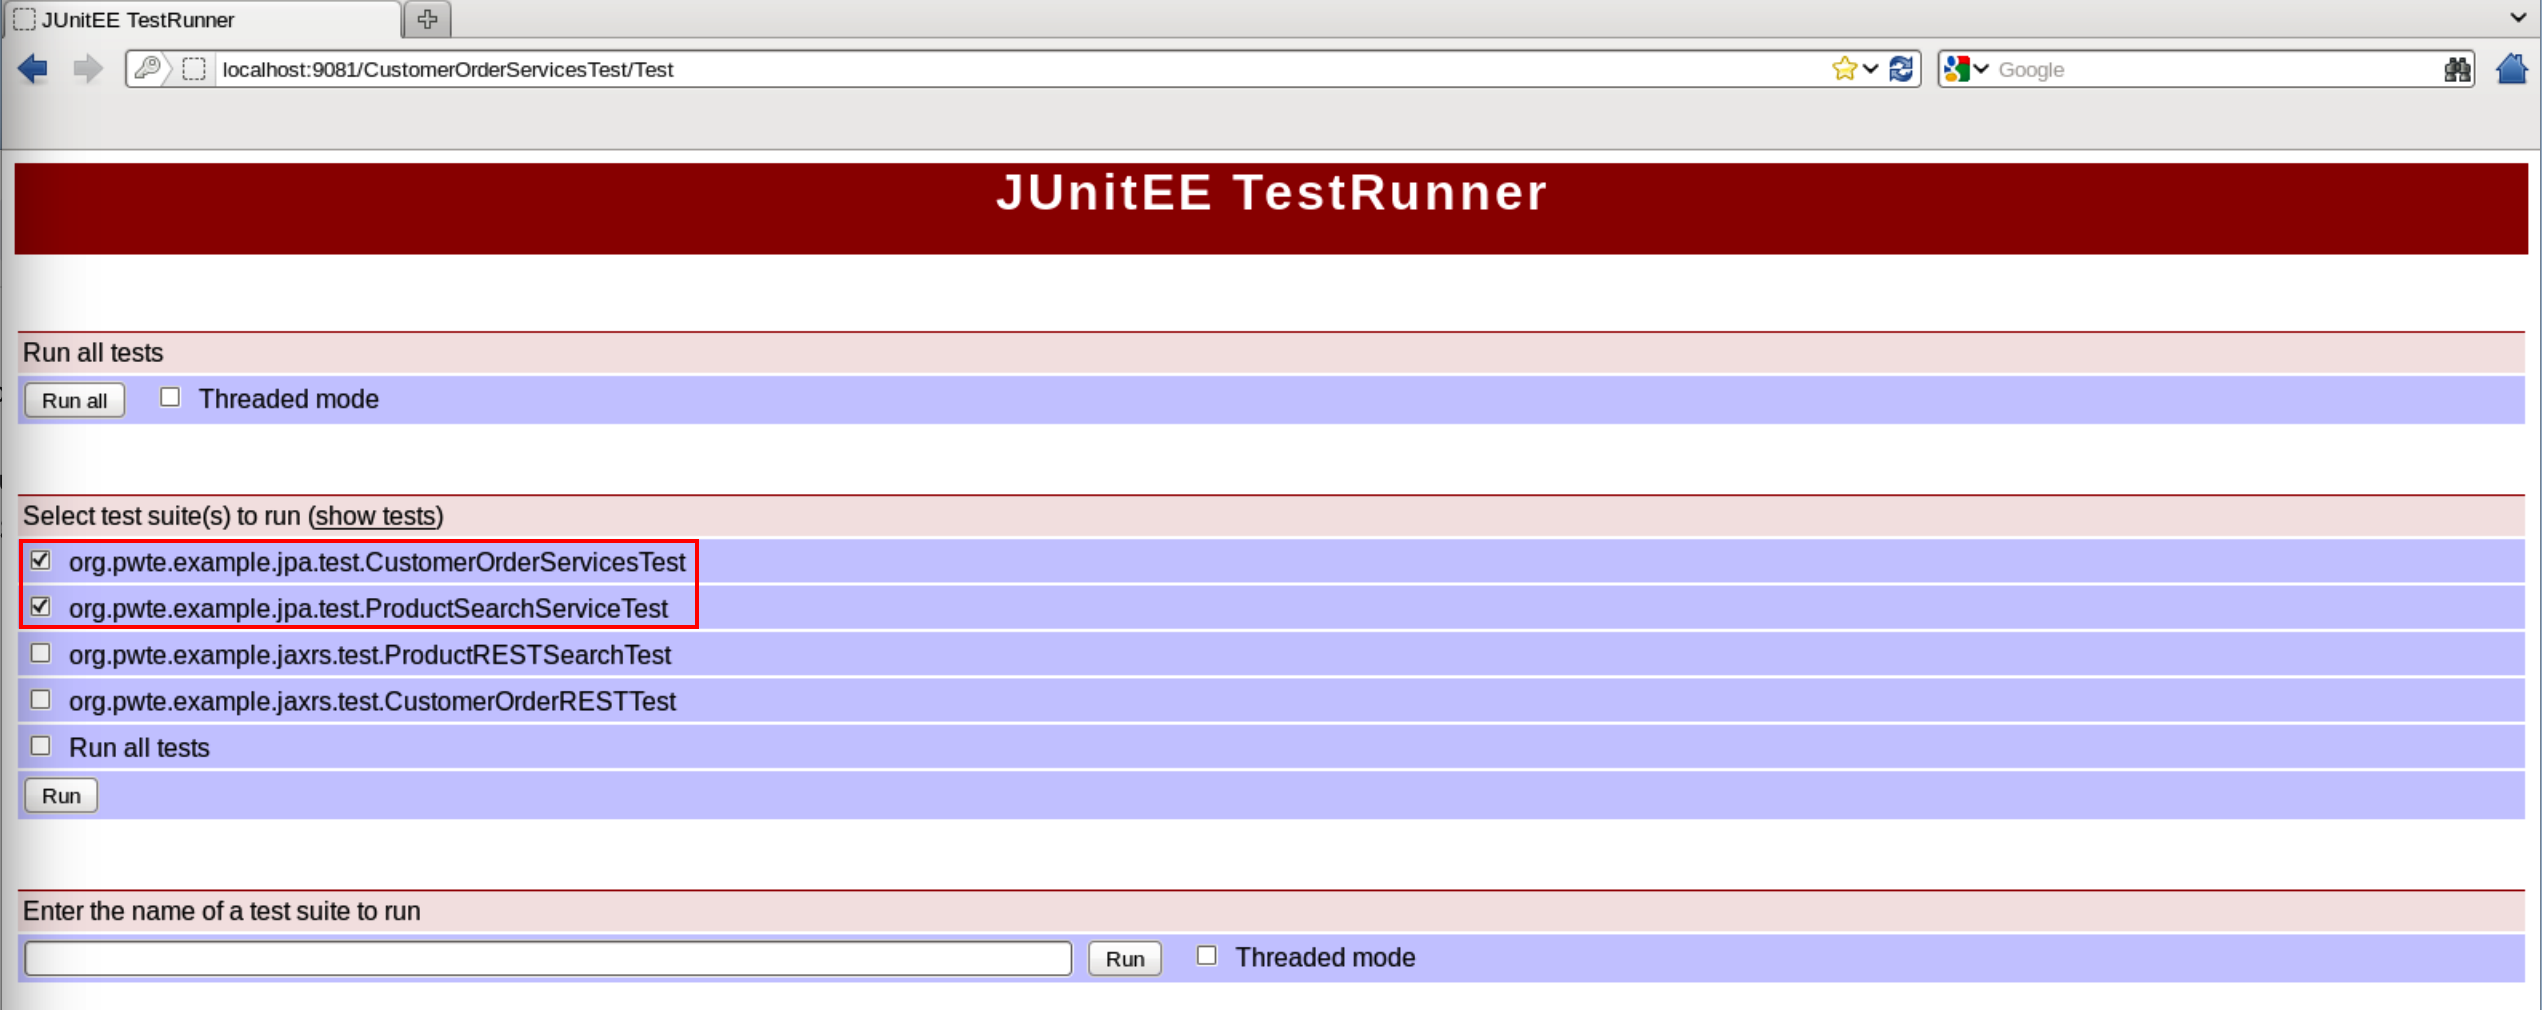 JUnitEE TestRunner
localhost:9081/CustomerOrderServicesTest/Test
Google
JUnitEE TestRunner
Run all tests
Run all Threaded mode
Select test suite(s) to run (show tests)
org.pwte.example.jpa.test.CustomerOrderServicesTest
org.pwte.example.jpa.test.ProductSearchServiceTest
org.pwte.example.jaxrs.test.ProductRESTSearchTest
org.pwte.example.jaxrs.test.CustomerOrderRESTTest
Run all tests
Run
Enter the name of a test suite to run
Run Threaded mode